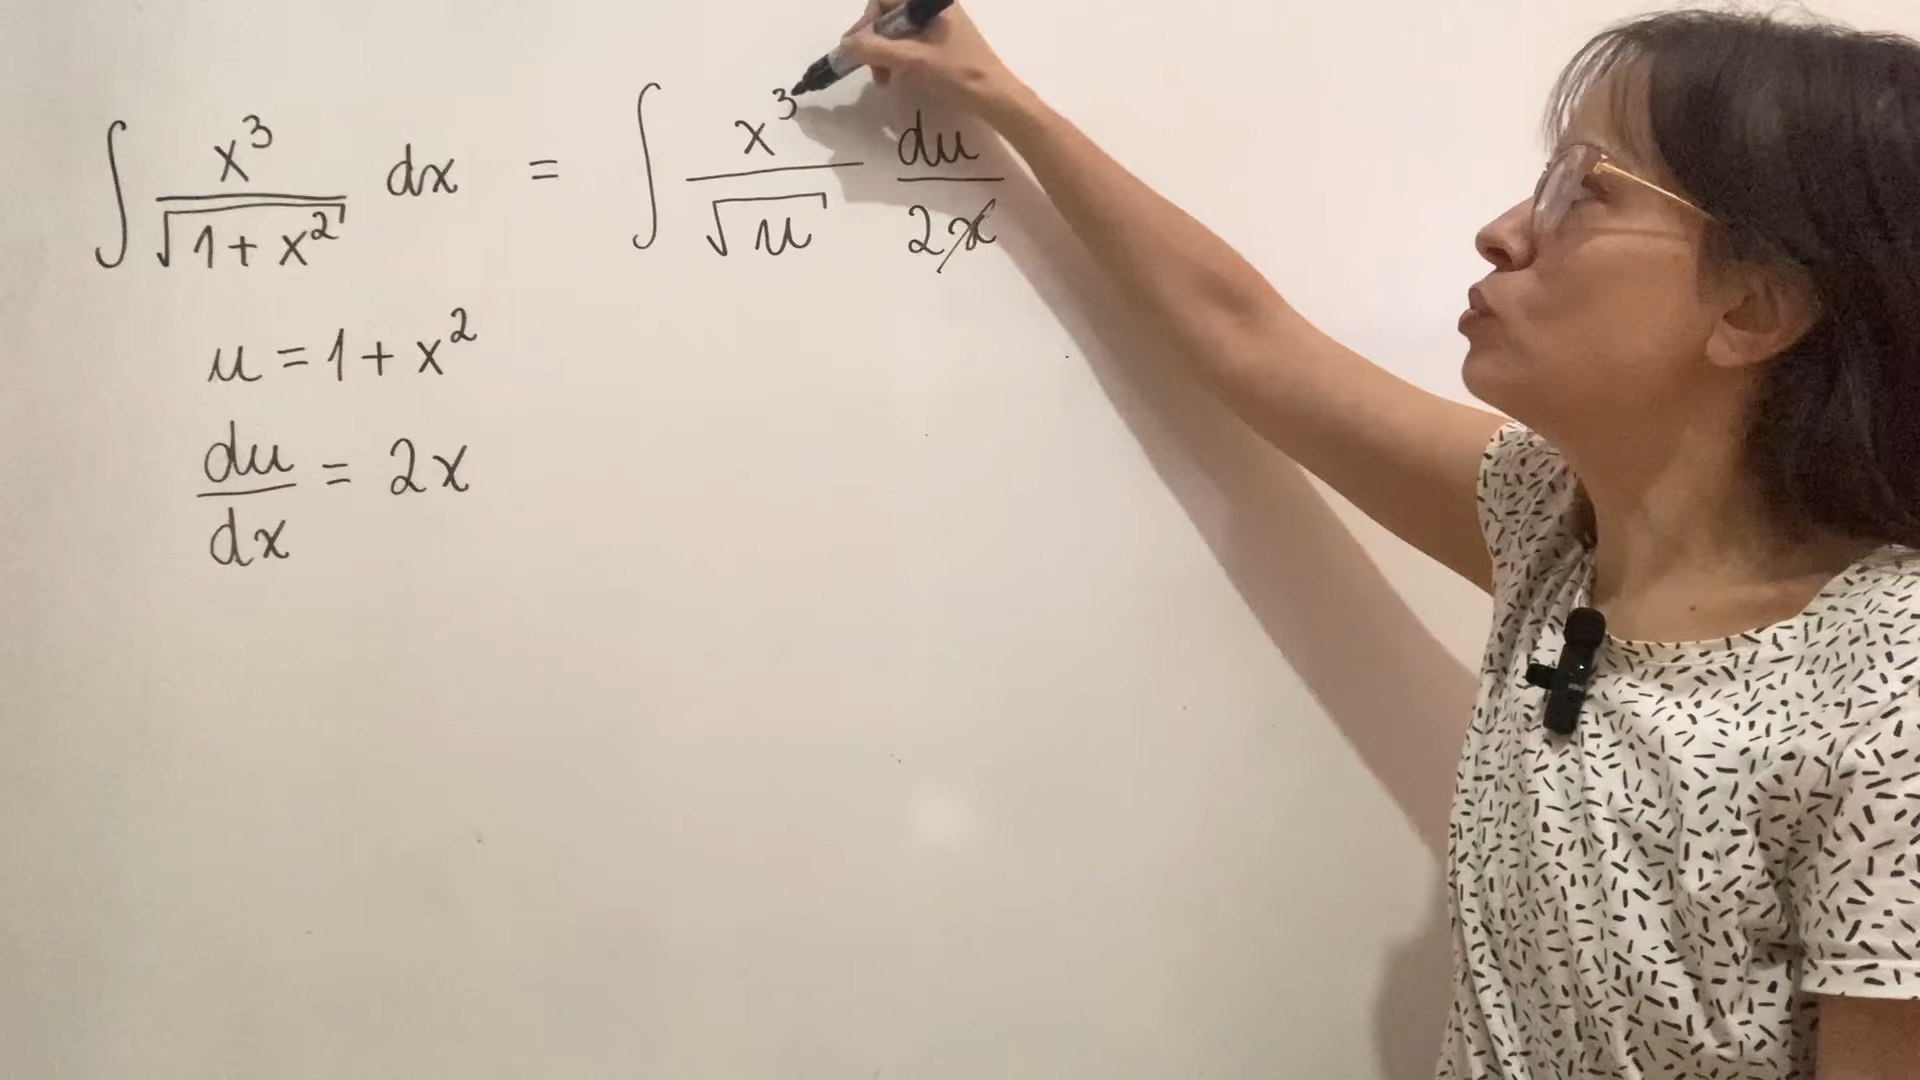 ∫ x³/√(1+x²) dx = ∫ x³/√u du/2x
u = 1 + x²
du/dx = 2x